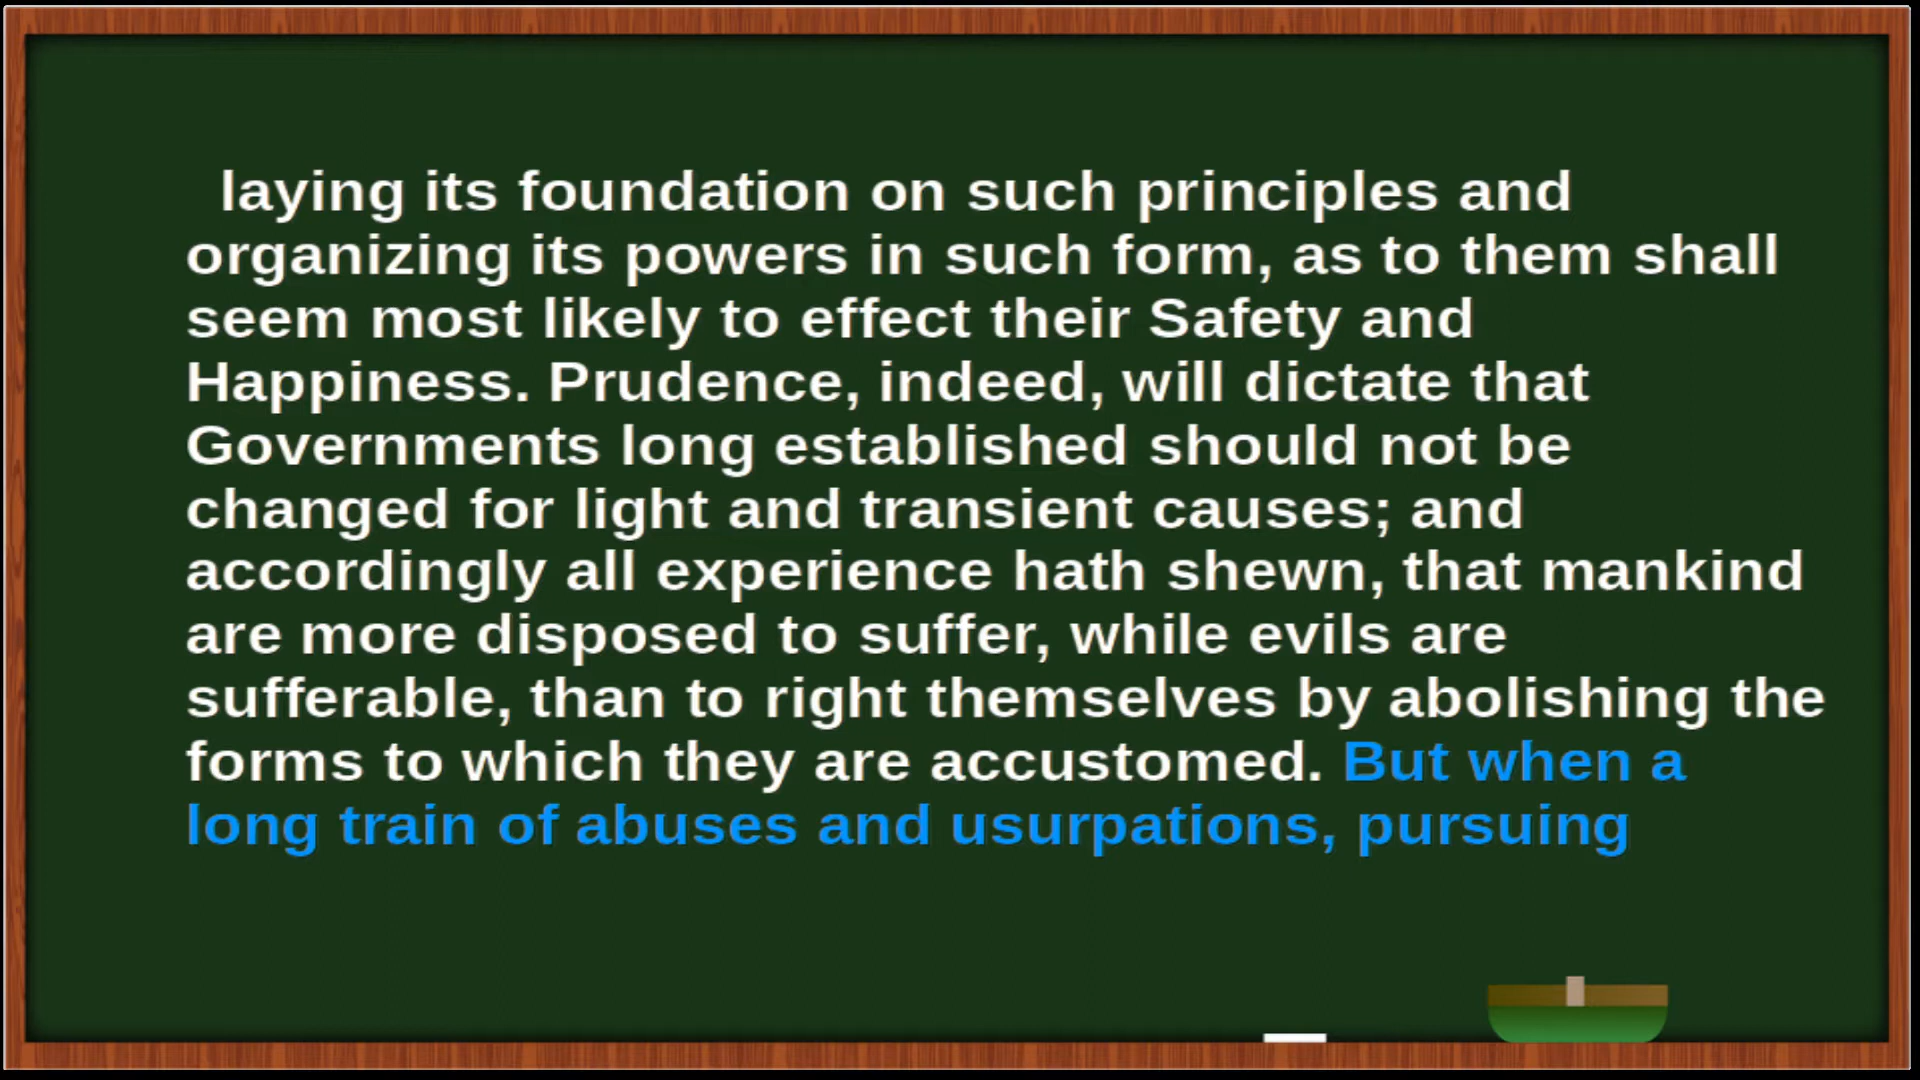 laying its foundation on such principles and
organizing its powers in such form, as to them shall
seem most likely to effect their Safety and
Happiness. Prudence, indeed, will dictate that
Governments long established should not be
changed for light and transient causes; and
accordingly all experience hath shewn, that mankind
are more disposed to suffer, while evils are
sufferable, than to right themselves by abolishing the
forms to which they are accustomed. But when a
long train of abuses and usurpations, pursuing